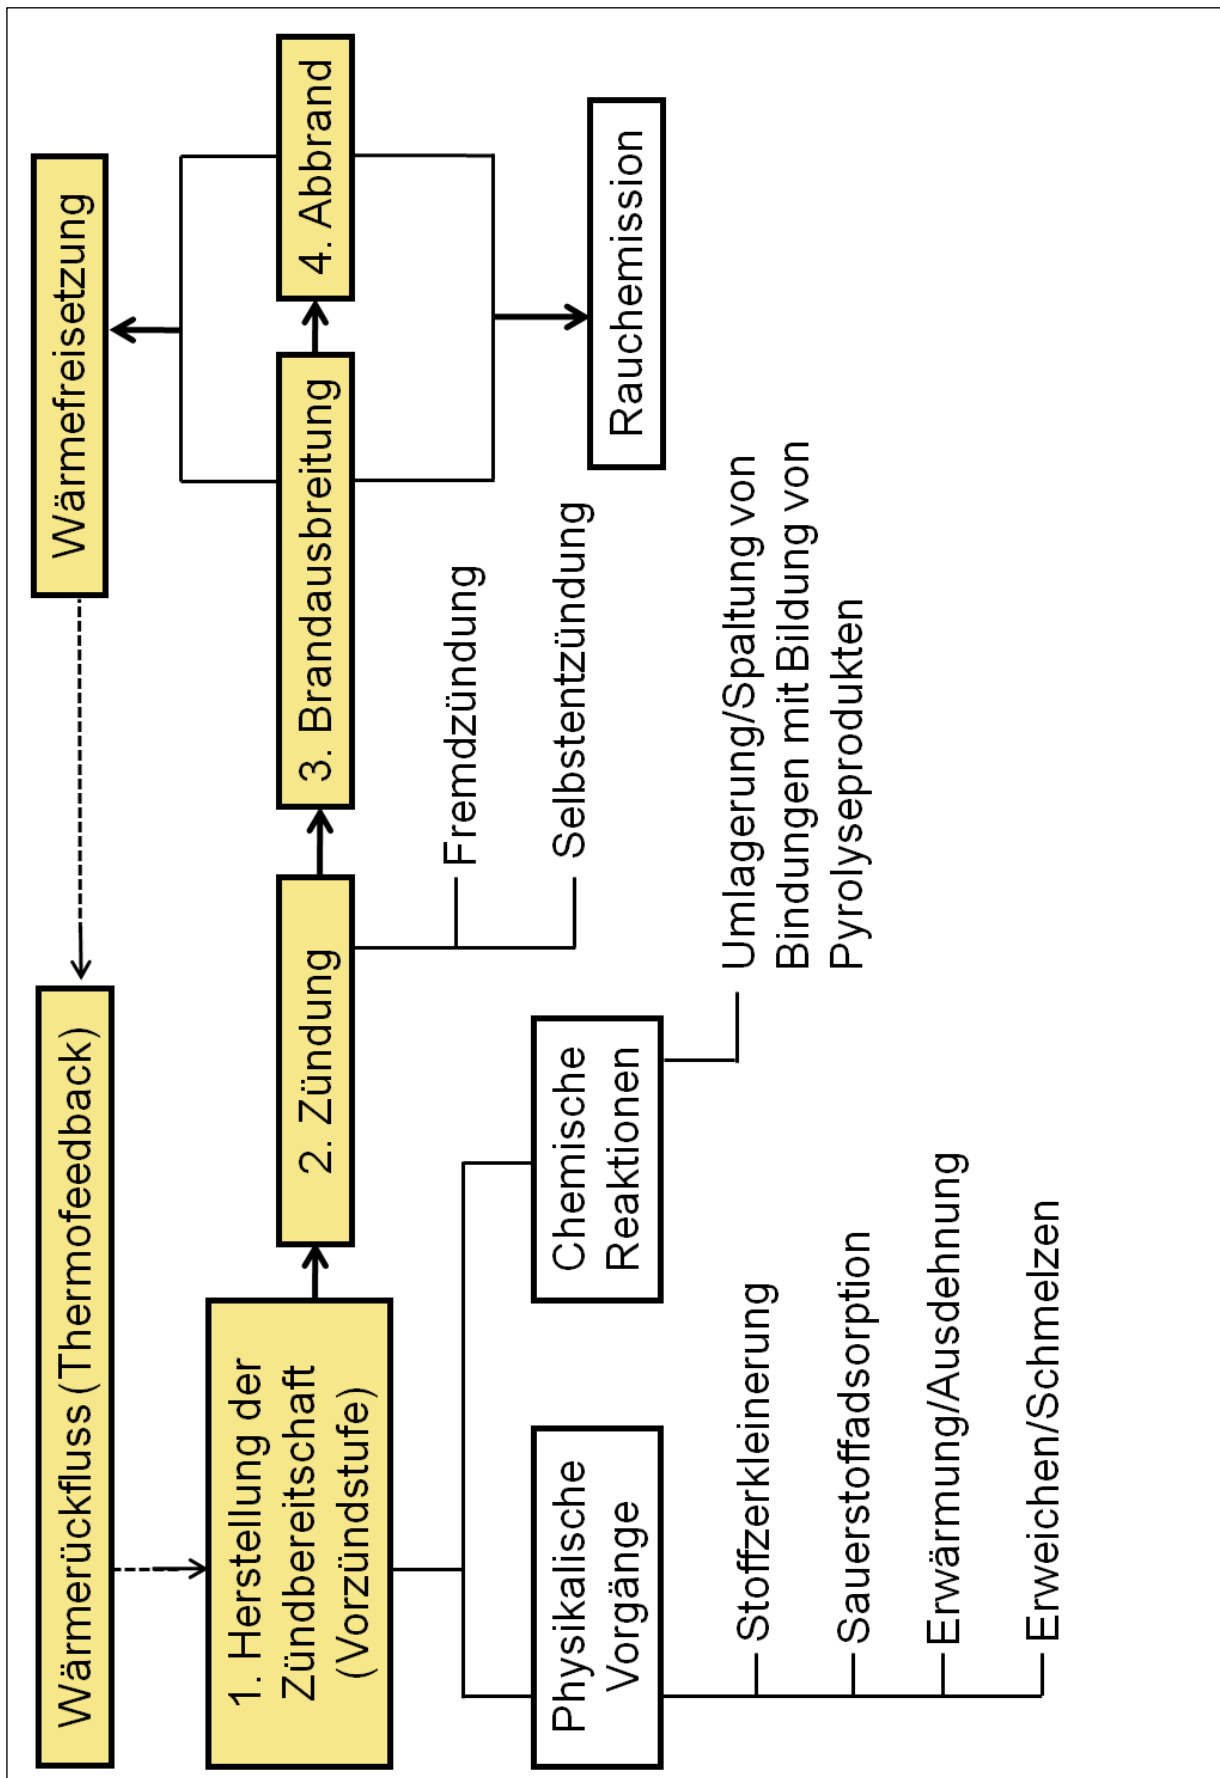 Wärmerückfluss (Thermofeedback)
Wärmefreisetzung
1. Herstellung der
Zündbereitschaft
(Vorzündstufe)
2. Zündung
3. Brandausbreitung
4. Abbrand
Fremdzündung
Selbstentzündung
Rauchemission
Physikalische
Vorgänge
Chemische
Reaktionen
Stoffzerkleinerung
Sauerstoffadsorption
Erwärmung/Ausdehnung
Erweichen/Schmelzen
Umlagerung/Spaltung von
Bindungen mit Bildung von
Pyrolyseprodukten